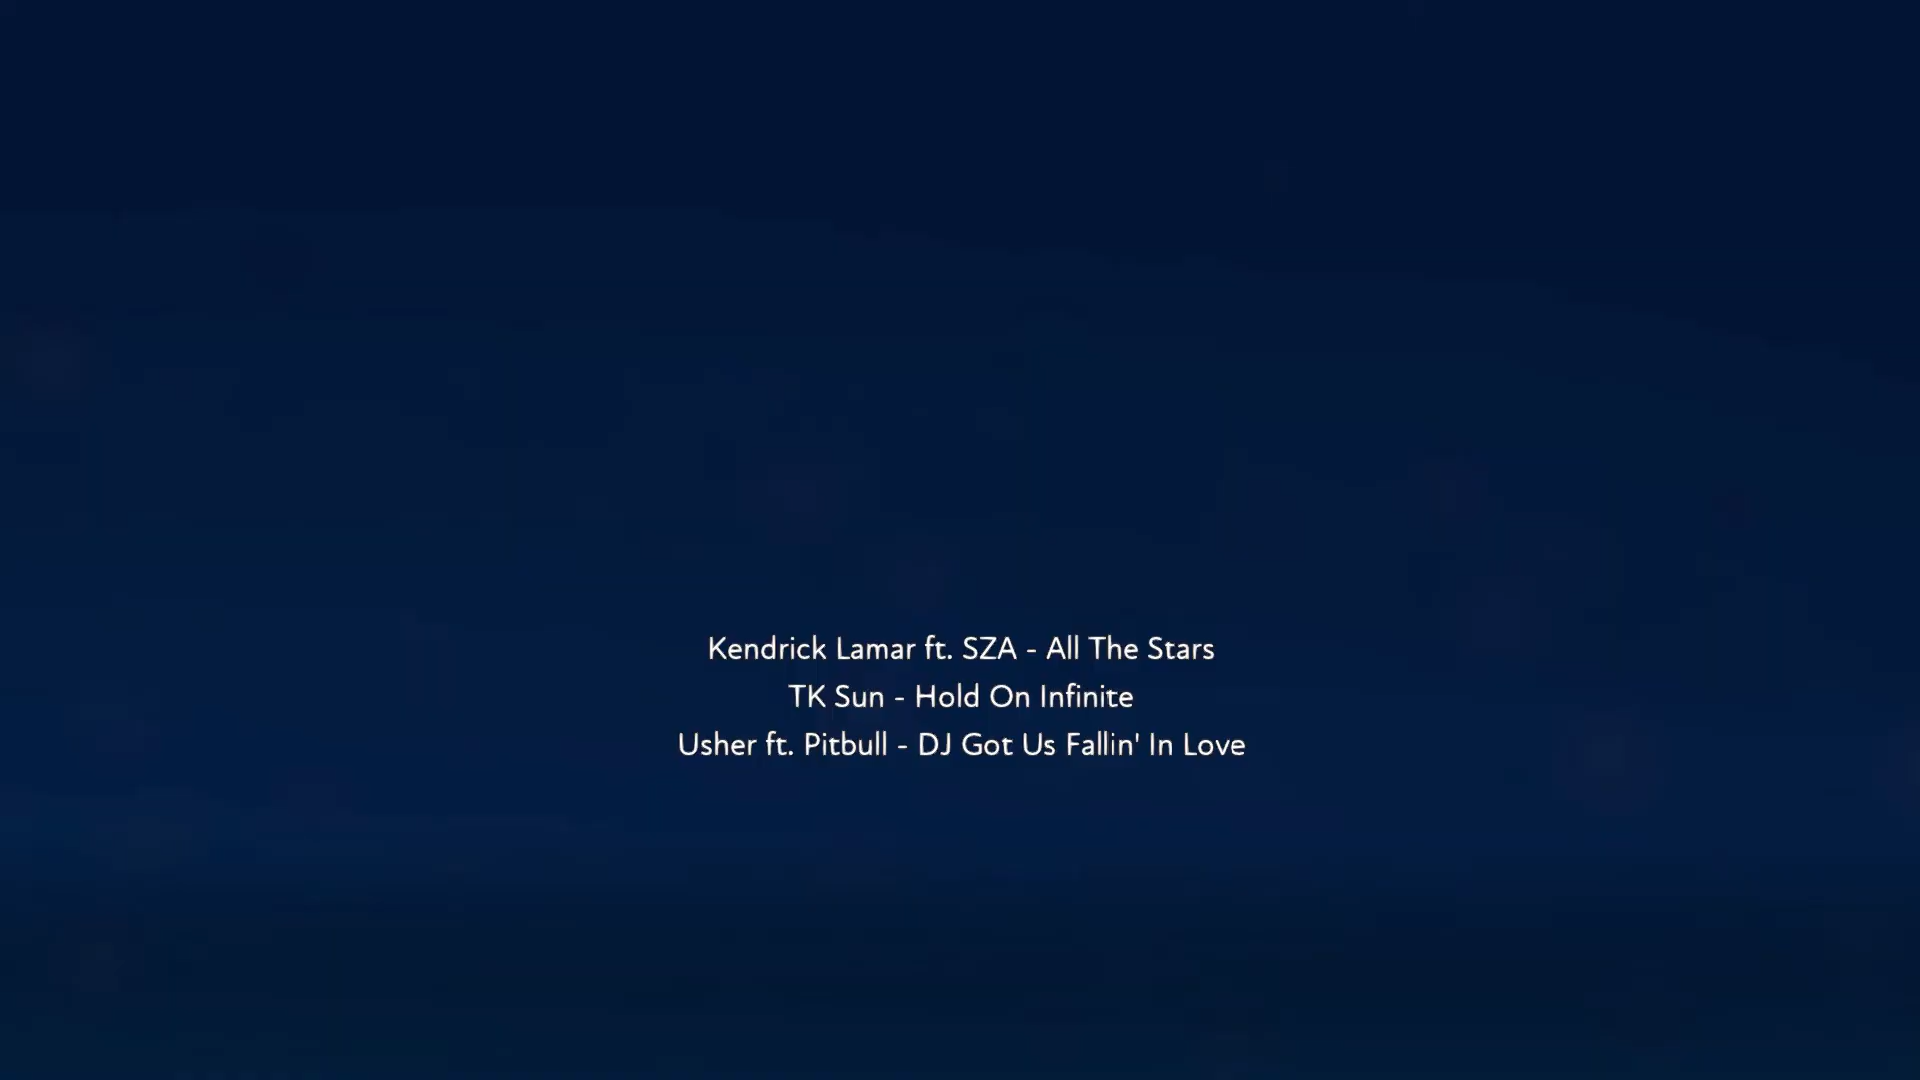 Kendrick Lamar ft. SZA - All The Stars
TK Sun - Hold On Infinite
Usher ft. Pitbull - DJ Got Us Fallin' In Love